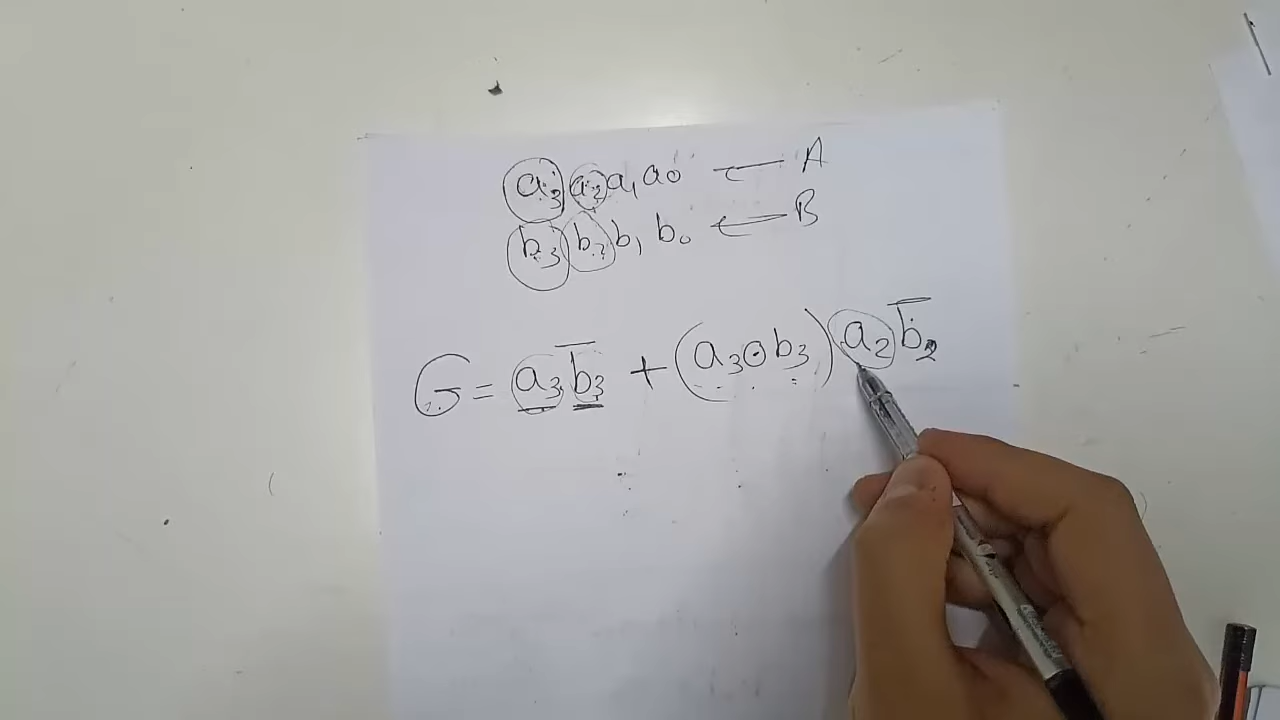 a₃ a₂ a₁ a₀ ← A
b₃ b₂ b₁ b₀ ← B
G = a₃ b̅₃ + (a₃ ⊙ b₃) a₂ b̅₂